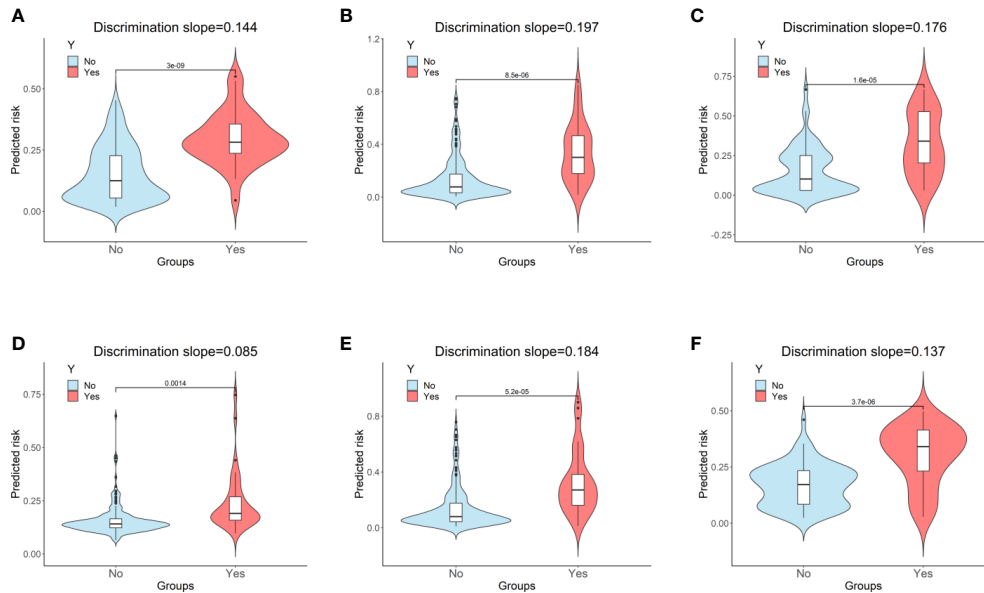 A
Discrimination slope=0.144
Y
No
Yes
3e-09
0.50
0.25
0.00
Predicted risk
No
Yes
Groups
B
Discrimination slope=0.197
Y
No
Yes
8.5e-06
1.2
0.8
0.4
0.0
Predicted risk
No
Yes
Groups
C
Discrimination slope=0.176
Y
No
Yes
1.6e-05
0.75
0.50
0.25
0.00
-0.25
Predicted risk
No
Yes
Groups
D
Discrimination slope=0.085
Y
No
Yes
0.0014
0.75
0.50
0.25
0.00
Predicted risk
No
Yes
Groups
E
Discrimination slope=0.184
Y
No
Yes
5.2e-05
0.8
0.4
0.0
Predicted risk
No
Yes
Groups
F
Discrimination slope=0.137
Y
No
Yes
3.7e-06
0.50
0.25
0.00
Predicted risk
No
Yes
Groups